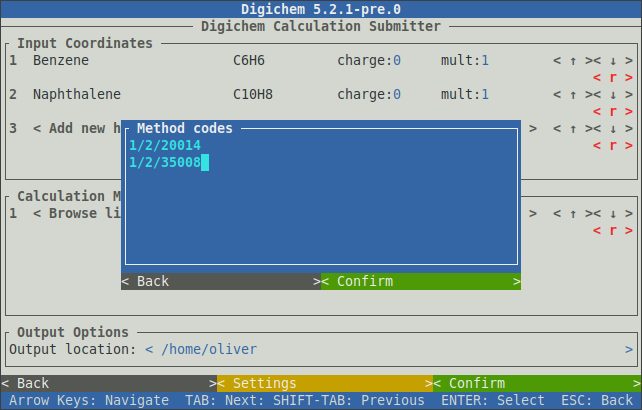 Digichem 5.2.1-pre.0
Digichem Calculation Submitter
Input Coordinates
1 Benzene C6H6 charge:0 mult:1 < ↑ >< ↓ >
< r >
2 Naphthalene C10H8 charge:0 mult:1 < ↑ >< ↓ >
< r >
3 < Add new h > < ↑ >< ↓ >
< r >
Method codes
1/2/20014
1/2/35008
< Back >< Confirm >
Calculation M
1 < Browse li > < ↑ >< ↓ >
< r >
Output Options
Output location: < /home/oliver >
< Back >< Settings >< Confirm >
Arrow Keys: Navigate TAB: Next: SHIFT-TAB: Previous ENTER: Select ESC: Back